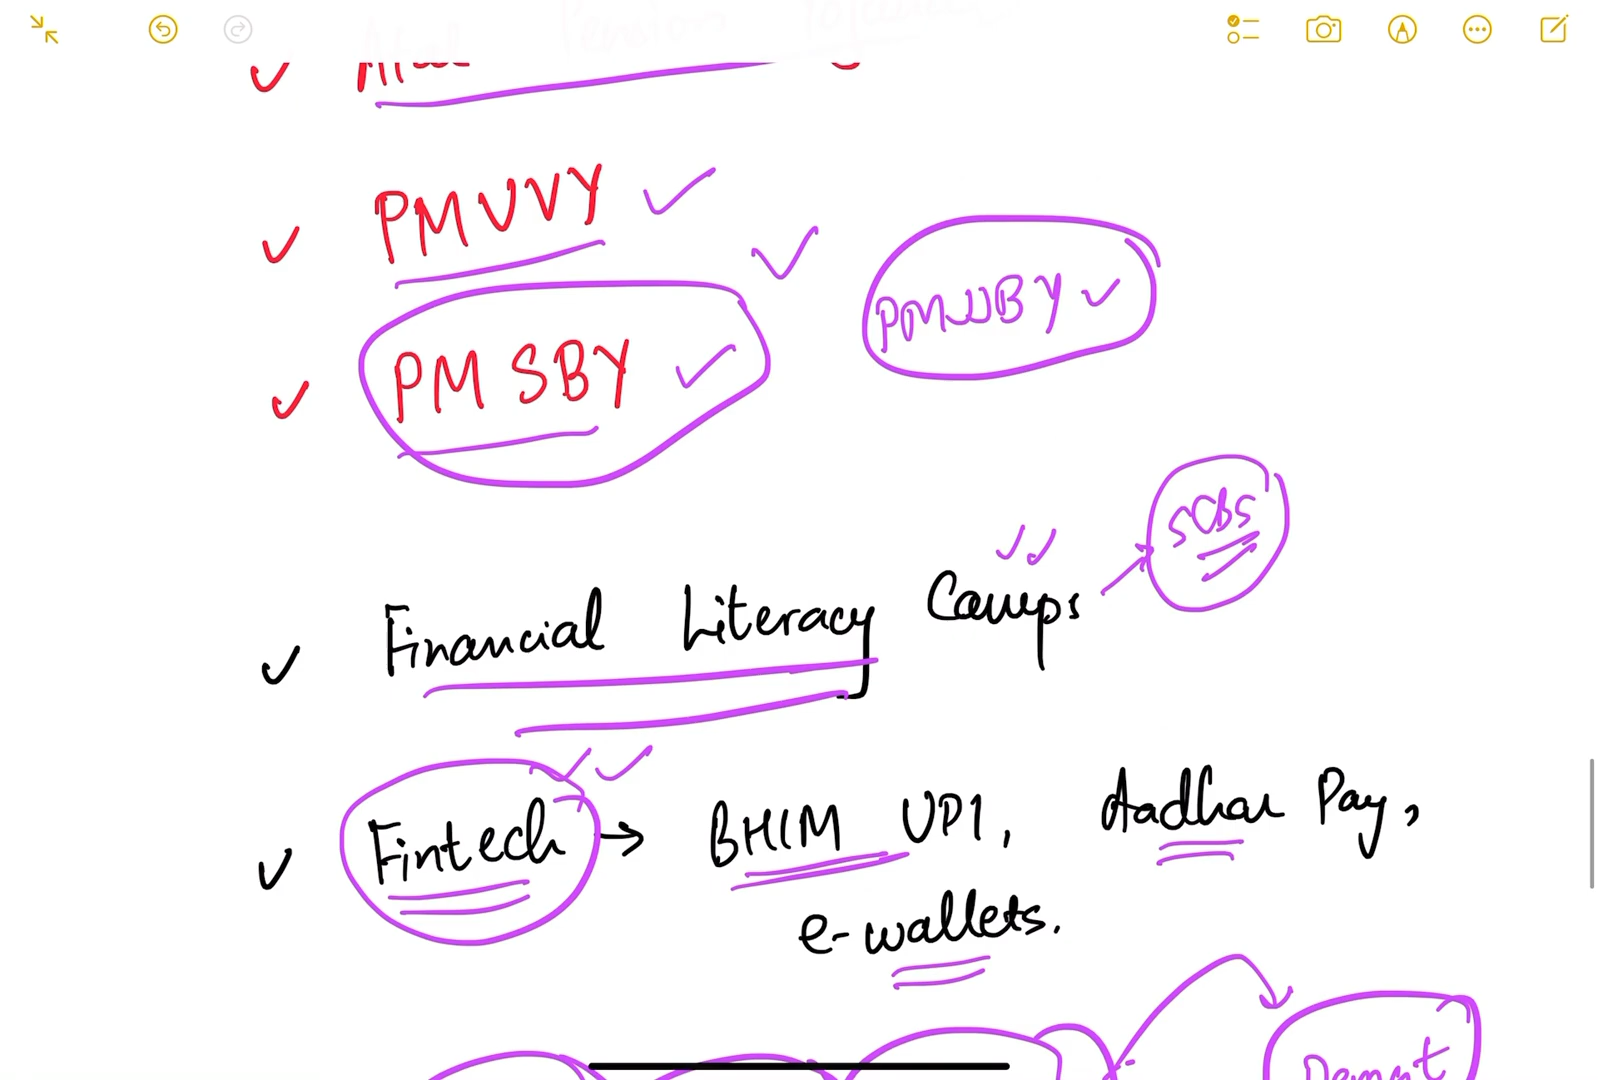 PMVVY
PMJJBY
PM SBY
SCBS
Financial Literacy Camps
Fintech → BHIM UPI, Aadhar Pay,
e-wallets.